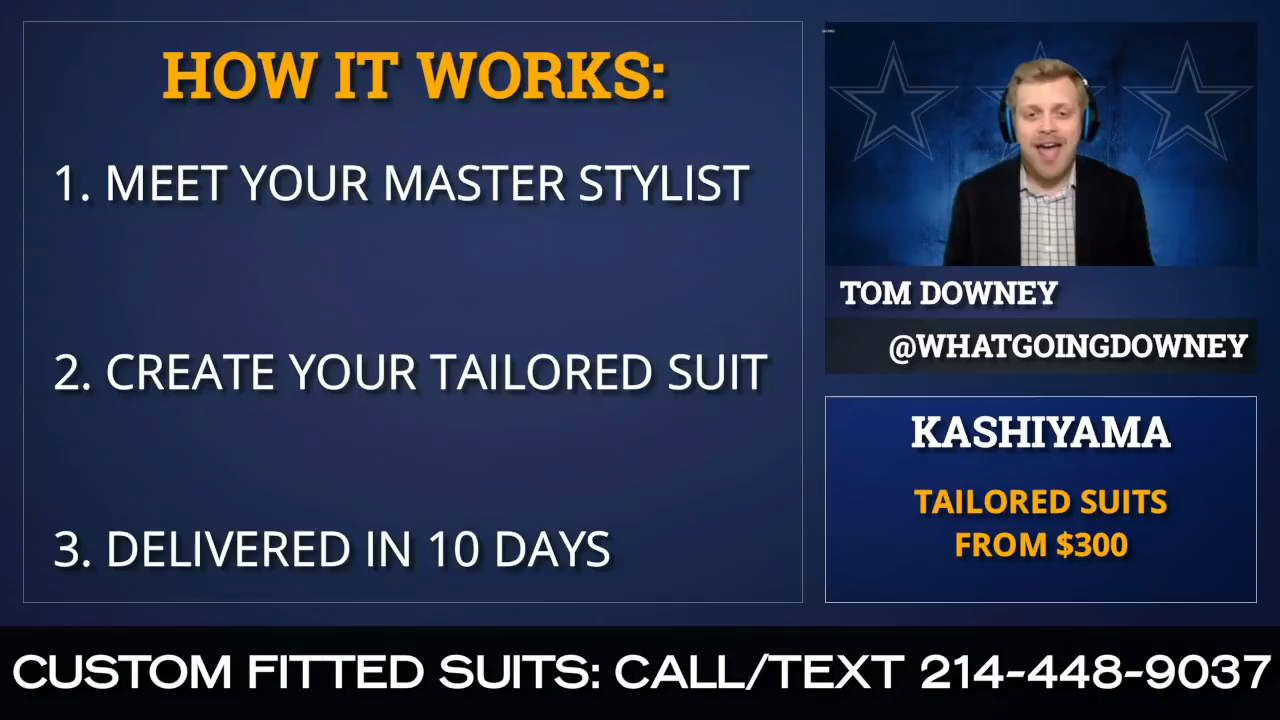 HOW IT WORKS:
1. MEET YOUR MASTER STYLIST
2. CREATE YOUR TAILORED SUIT
3. DELIVERED IN 10 DAYS
TOM DOWNEY
@WHATGOINGDOWNEY
KASHIYAMA
TAILORED SUITS
FROM $300
CUSTOM FITTED SUITS: CALL/TEXT 214-448-9037